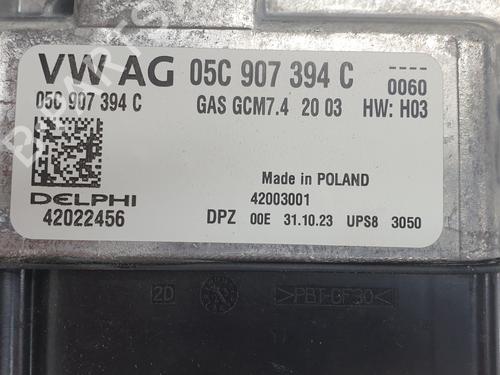 VW AG 05C 907 394 C 0060
05C 907 394 C GAS GCM7.4 20 03 HW: H03
Made in POLAND
DELPHI 42003001
42022456 DPZ 00E 31.10.23 UPS8 3050
2D >PBT-GF30<